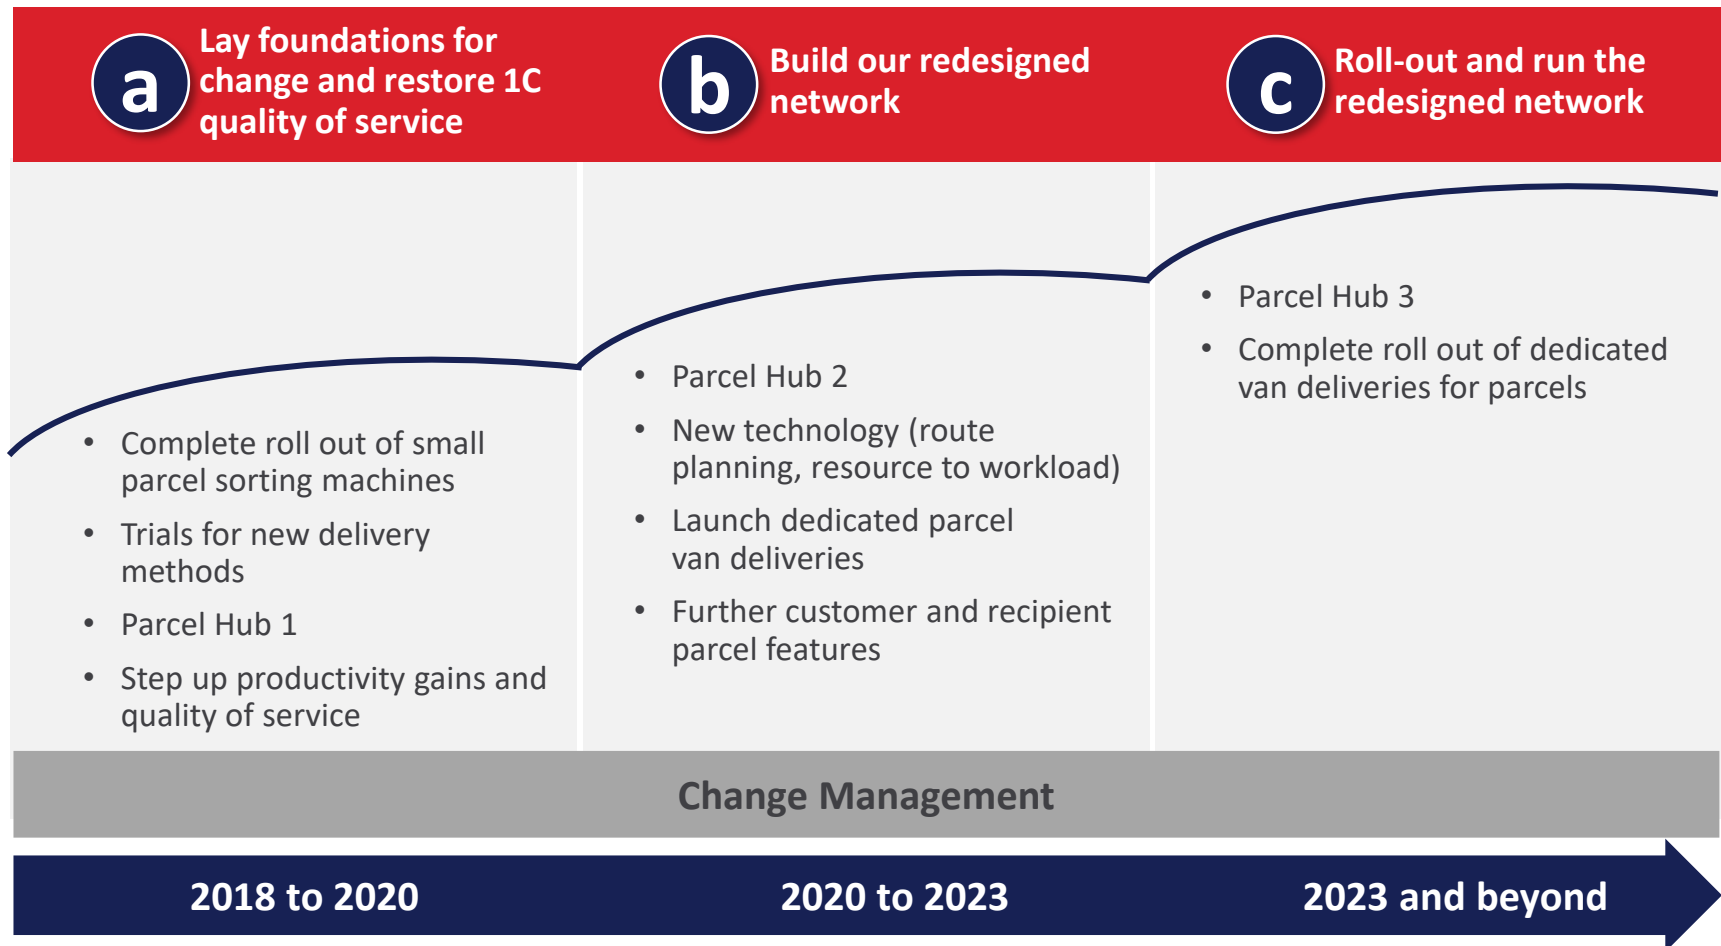 a
Lay foundations for
change and restore 1C
quality of service
b
Build our redesigned
network
c
Roll-out and run the
redesigned network
• Complete roll out of small
parcel sorting machines
• Trials for new delivery
methods
• Parcel Hub 1
• Step up productivity gains and
quality of service
• Parcel Hub 2
• New technology (route
planning, resource to workload)
• Launch dedicated parcel
van deliveries
• Further customer and recipient
parcel features
• Parcel Hub 3
• Complete roll out of dedicated
van deliveries for parcels
Change Management
2018 to 2020
2020 to 2023
2023 and beyond